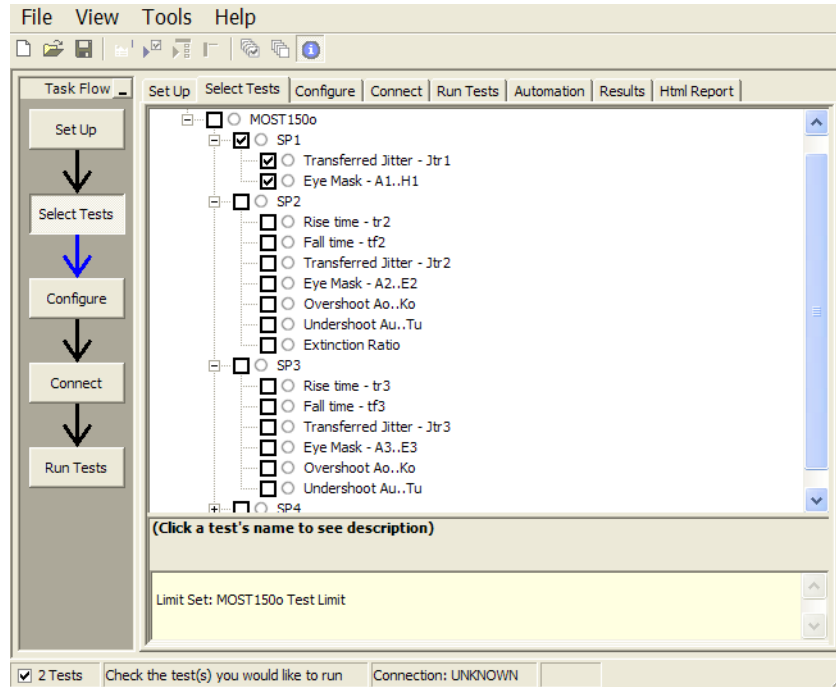 File View Tools Help
Task Flow
Set Up Select Tests Configure Connect Run Tests Automation Results Html Report
Set Up
Select Tests
Configure
Connect
Run Tests
MOST150o
SP1
Transferred Jitter - Jtr1
Eye Mask - A1..H1
SP2
Rise time - tr2
Fall time - tf2
Transferred Jitter - Jtr2
Eye Mask - A2..E2
Overshoot Ao..Ko
Undershoot Au..Tu
Extinction Ratio
SP3
Rise time - tr3
Fall time - tf3
Transferred Jitter - Jtr3
Eye Mask - A3..E3
Overshoot Ao..Ko
Undershoot Au..Tu
SP4
(Click a test's name to see description)
Limit Set: MOST150o Test Limit
2 Tests Check the test(s) you would like to run Connection: UNKNOWN